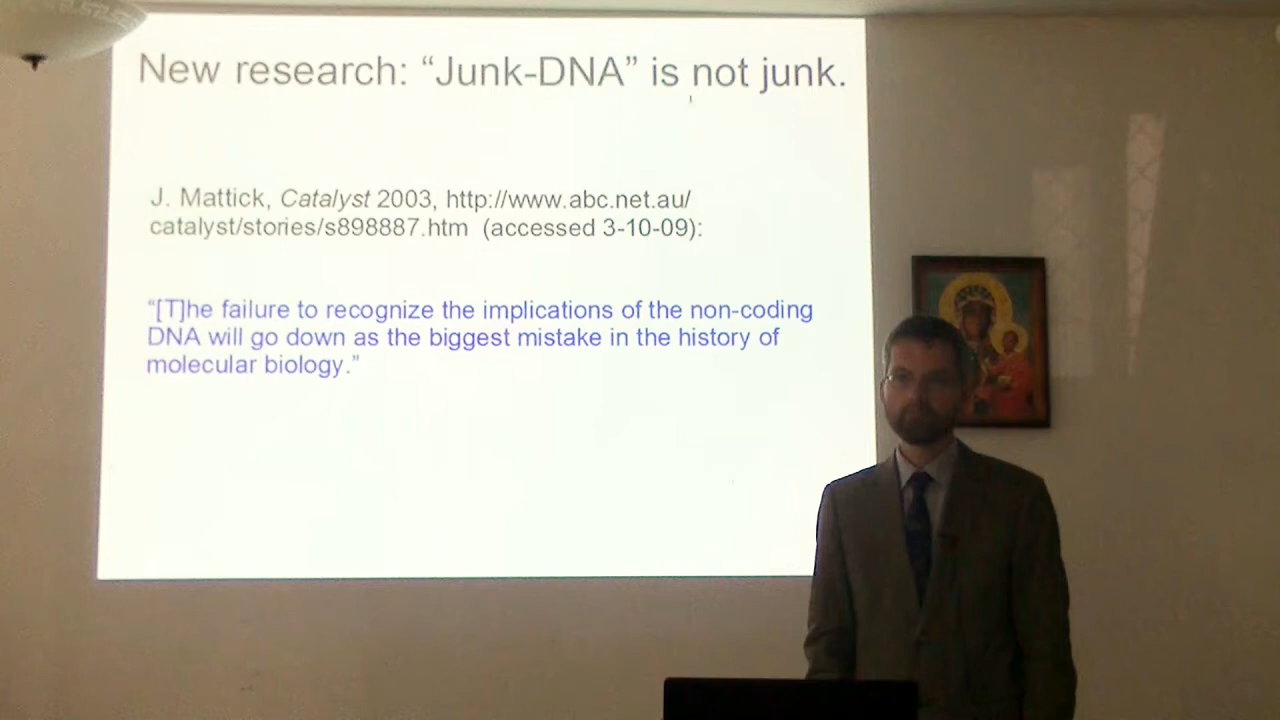 New research: “Junk-DNA” is not junk.
J. Mattick, Catalyst 2003, http://www.abc.net.au/
catalyst/stories/s898887.htm (accessed 3-10-09):
“[T]he failure to recognize the implications of the non-coding
DNA will go down as the biggest mistake in the history of
molecular biology.”